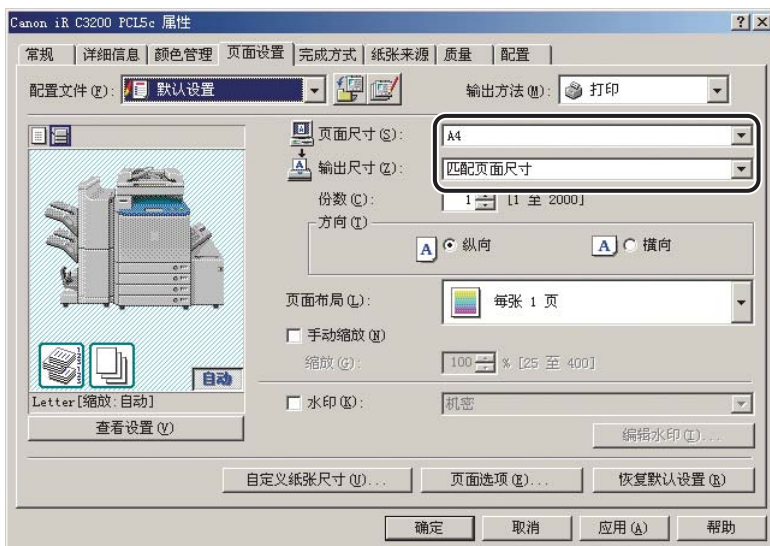 Canon iR C3200 PCL5c 属性
常规 详细信息 颜色管理 页面设置 完成方式 纸张来源 质量 配置
配置文件(F): 默认设置 输出方法(M): 打印
页面尺寸(S): A4
输出尺寸(Z): 匹配页面尺寸
份数(C): 1 [1 至 2000]
方向(T)
A 纵向 A 横向
页面布局(L): 每张 1 页
手动缩放(N)
缩放(G): 100 % [25 至 400]
自动
Letter[缩放:自动]
水印(K): 机密
查看设置(V) 编辑水印(I)...
自定义纸张尺寸(U)... 页面选项(E)... 恢复默认设置(R)
确定 取消 应用(A) 帮助